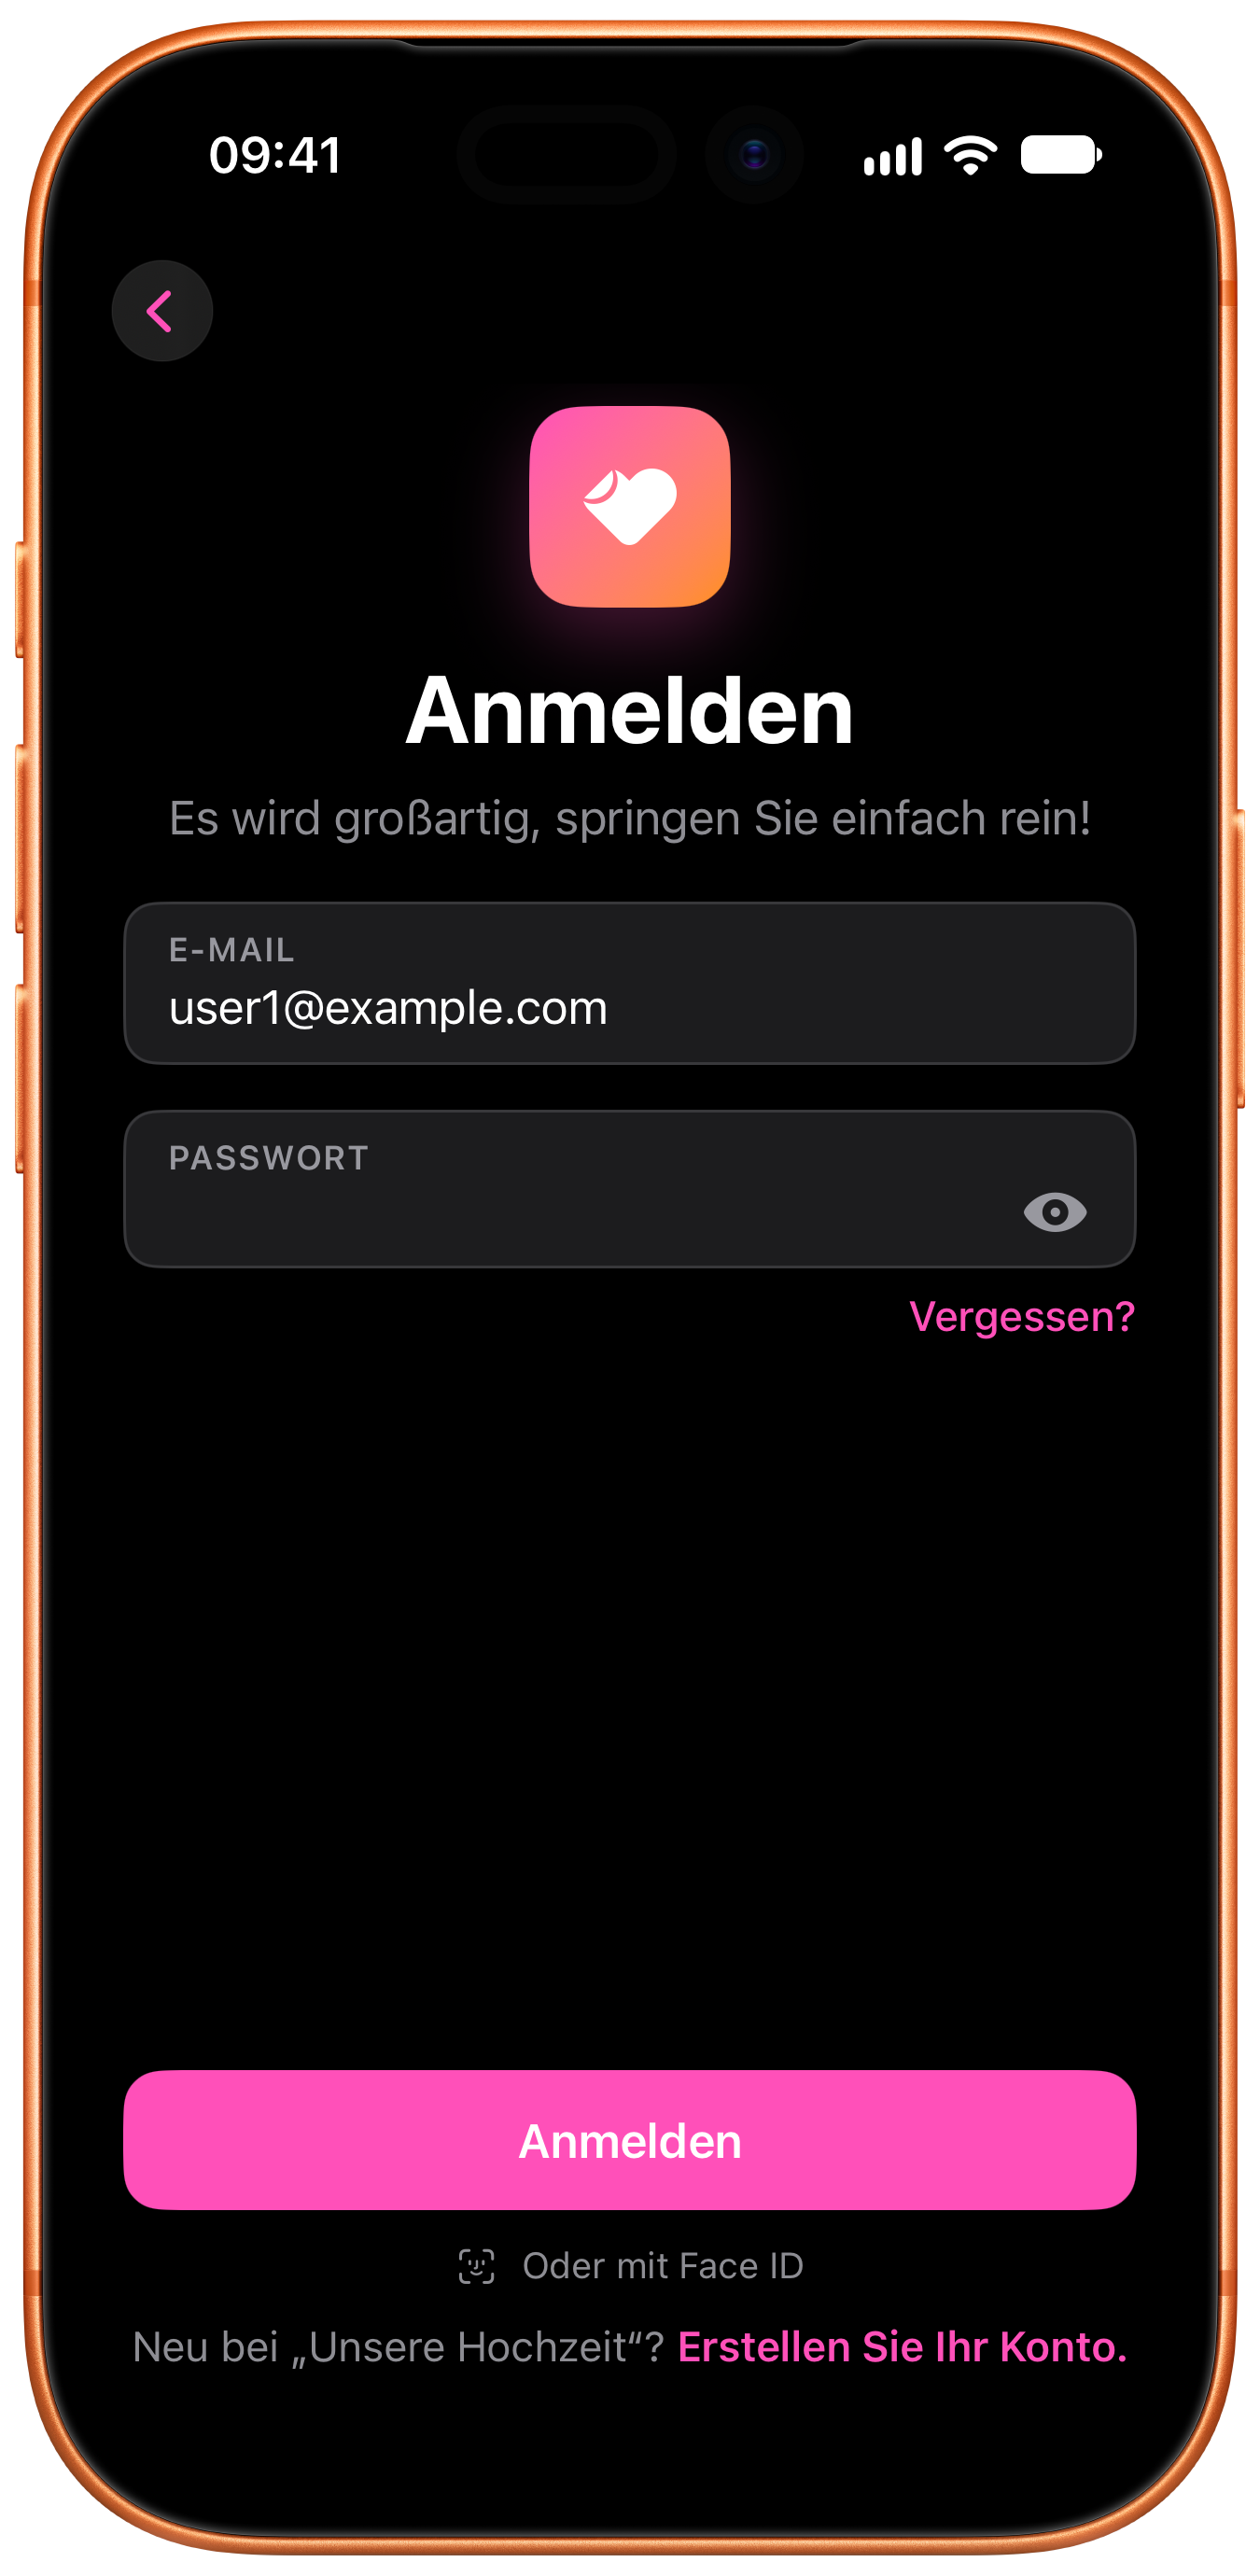 09:41
Anmelden
Es wird großartig, springen Sie einfach rein!
E-MAIL
user1@example.com
PASSWORT
Vergessen?
Anmelden
Oder mit Face ID
Neu bei „Unsere Hochzeit“? Erstellen Sie Ihr Konto.